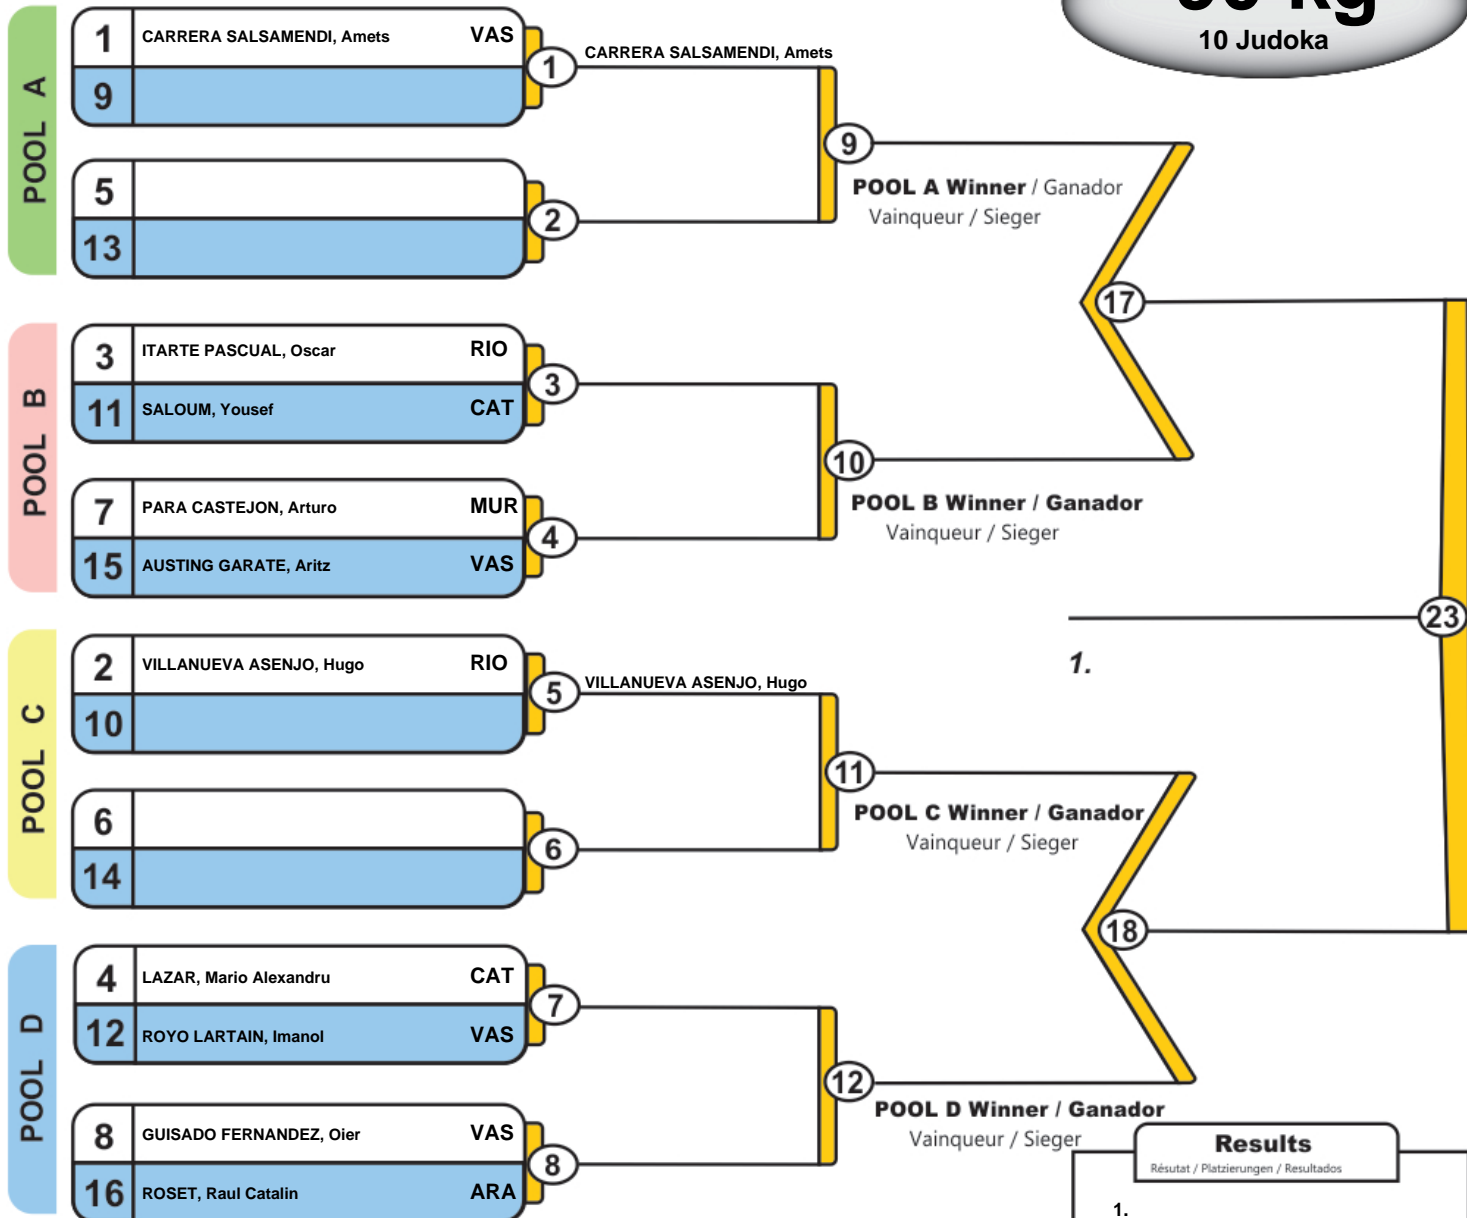 10 Judoka
POOL A
1 CARRERA SALSAMENDI, Amets VAS
9
1
CARRERA SALSAMENDI, Amets
5
13
2
9
POOL A Winner / Ganador
Vainqueur / Sieger
17
POOL B
3 ITARTE PASCUAL, Oscar RIO
11 SALOUM, Yousef CAT
3
7 PARA CASTEJON, Arturo MUR
15 AUSTING GARATE, Aritz VAS
4
10
POOL B Winner / Ganador
Vainqueur / Sieger
23
1.
POOL C
2 VILLANUEVA ASENJO, Hugo RIO
10
5
VILLANUEVA ASENJO, Hugo
6
14
6
11
POOL C Winner / Ganador
Vainqueur / Sieger
18
POOL D
4 LAZAR, Mario Alexandru CAT
12 ROYO LARTAIN, Imanol VAS
7
8 GUISADO FERNANDEZ, Oier VAS
16 ROSET, Raul Catalin ARA
8
12
POOL D Winner / Ganador
Vainqueur / Sieger
Results
Résutat / Platzierungen / Resultados
1.